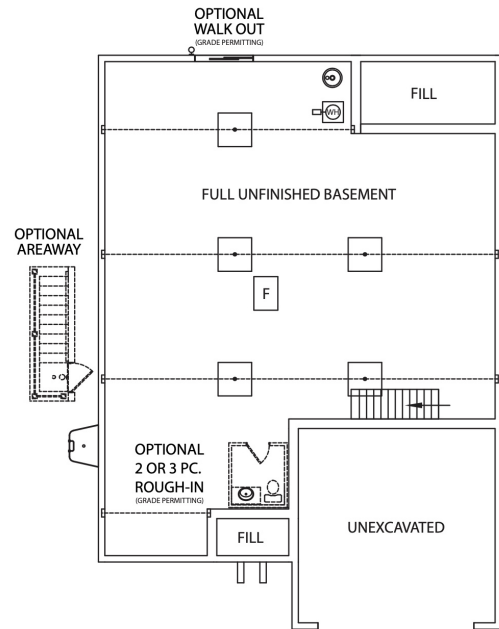 OPTIONAL
WALK OUT
(GRADE PERMITTING)
FILL
WH
FULL UNFINISHED BASEMENT
OPTIONAL
AREAWAY
F
OPTIONAL
2 OR 3 PC.
ROUGH-IN
(GRADE PERMITTING)
FILL
UNEXCAVATED